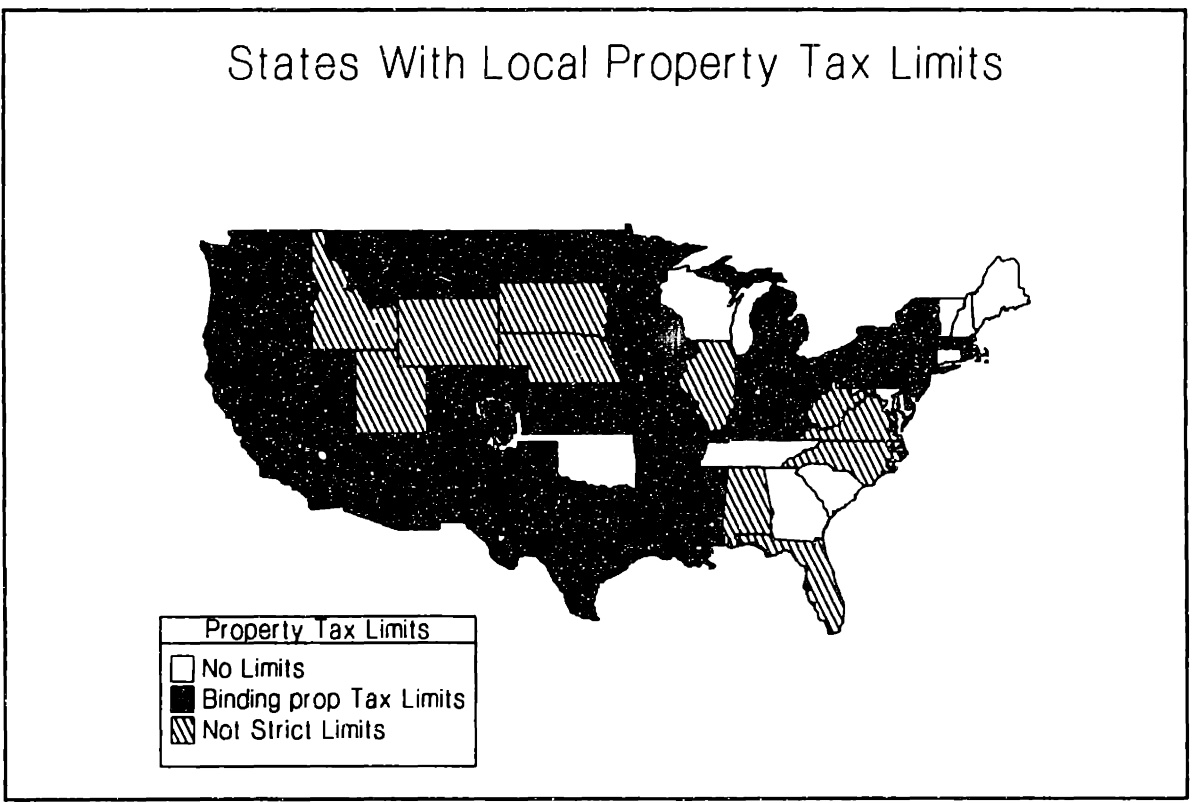 States With Local Property Tax Limits
Property Tax Limits
No Limits
Binding prop Tax Limits
Not Strict Limits